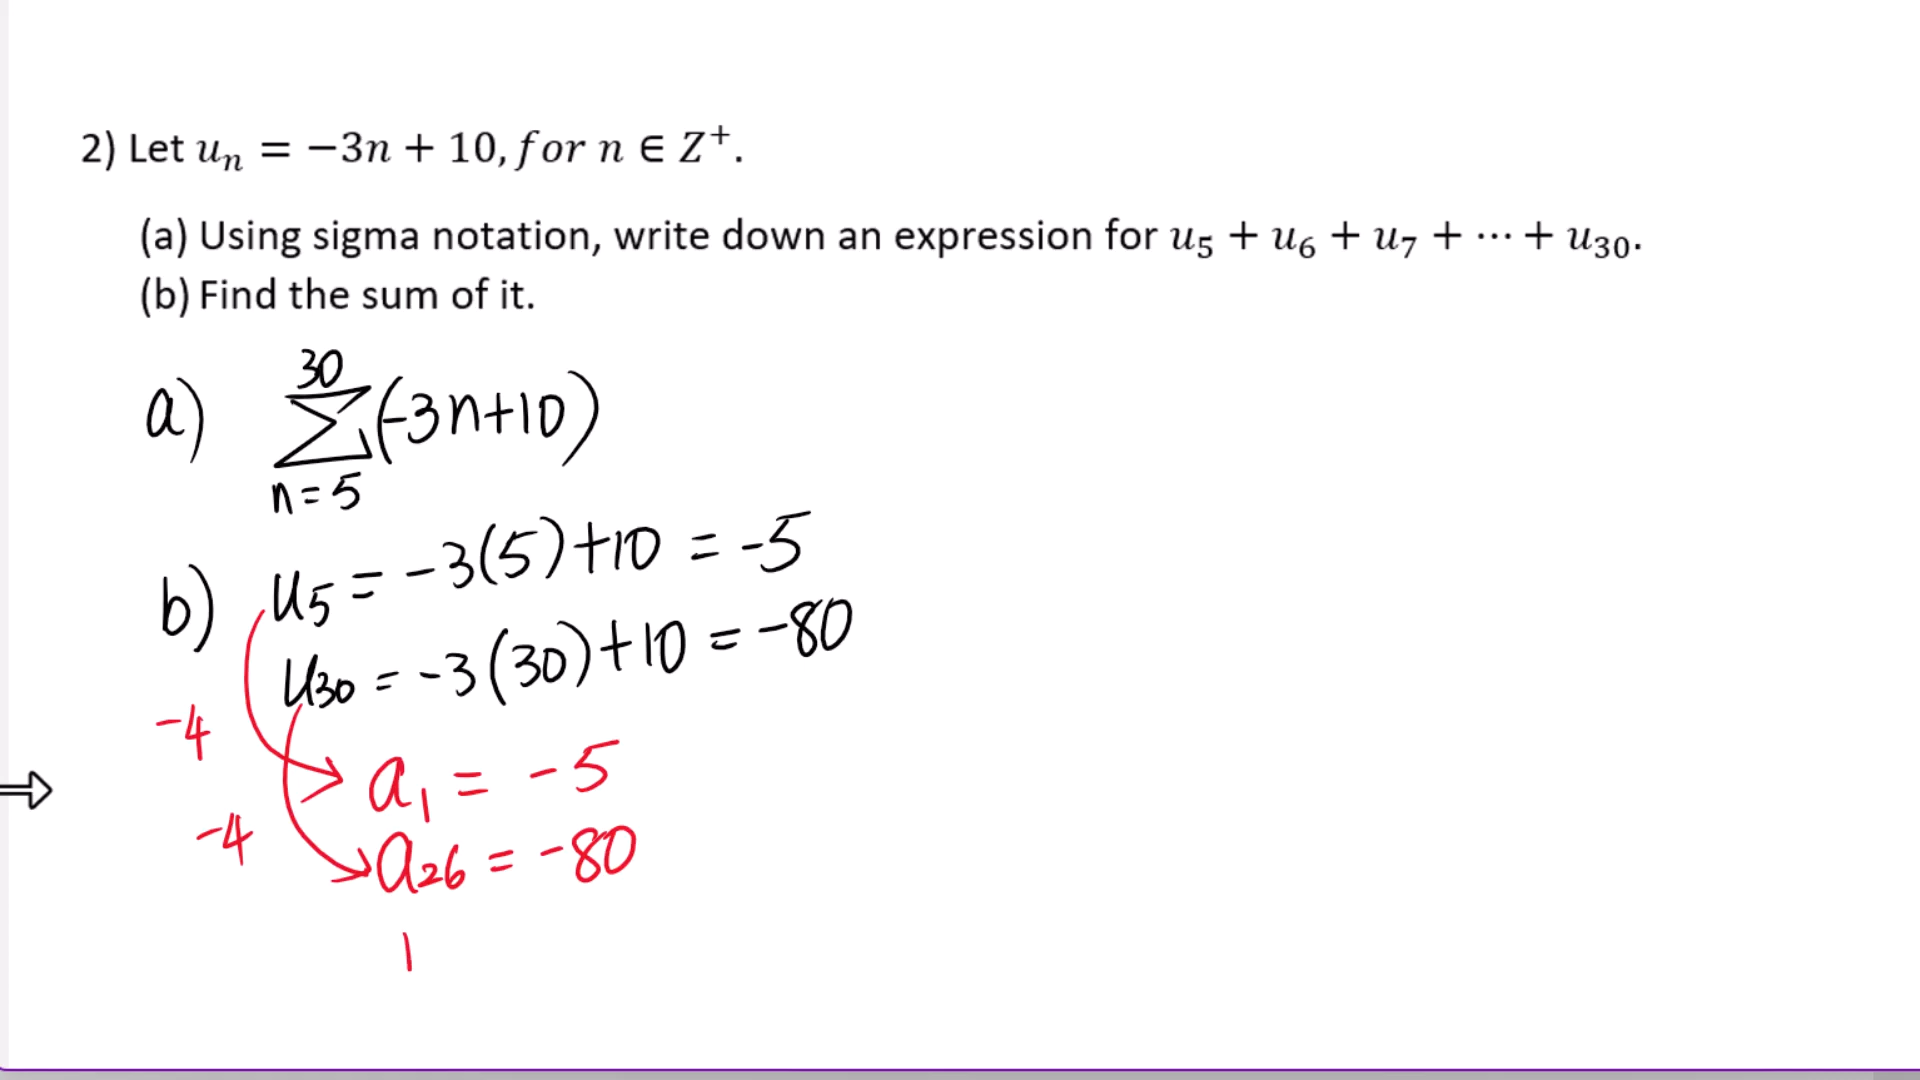 2) Let uₙ = −3n + 10, for n ∈ Z⁺.
(a) Using sigma notation, write down an expression for u₅ + u₆ + u₇ + ⋯ + u₃₀.
(b) Find the sum of it.
30
a) ∑(-3n+10)
n=5
b) u₅ = -3(5)+10 = -5
u₃₀ = -3(30)+10 = -80
-4
a₁ = -5
-4
a₂₆ = -80